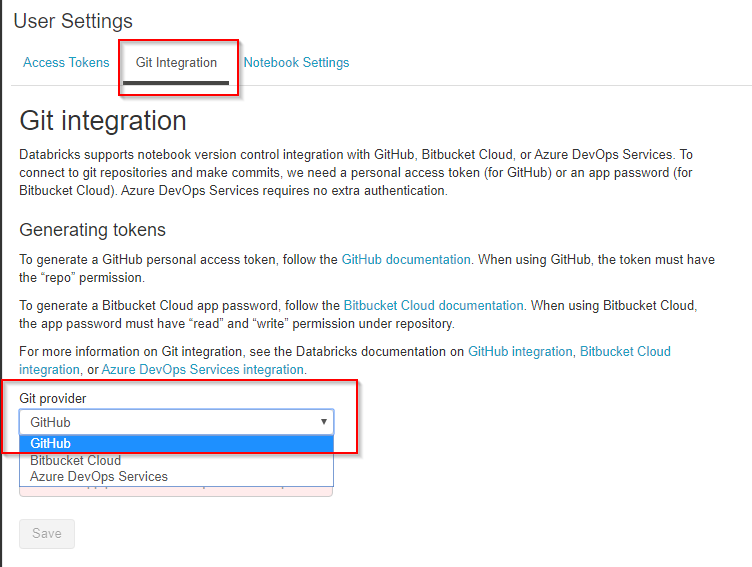 User Settings
Access Tokens Git Integration Notebook Settings
Git integration
Databricks supports notebook version control integration with GitHub, Bitbucket Cloud, or Azure DevOps Services. To
connect to git repositories and make commits, we need a personal access token (for GitHub) or an app password (for
Bitbucket Cloud). Azure DevOps Services requires no extra authentication.
Generating tokens
To generate a GitHub personal access token, follow the GitHub documentation. When using GitHub, the token must have
the “repo” permission.
To generate a Bitbucket Cloud app password, follow the Bitbucket Cloud documentation. When using Bitbucket Cloud,
the app password must have “read” and “write” permission under repository.
For more information on Git integration, see the Databricks documentation on GitHub integration, Bitbucket Cloud
integration, or Azure DevOps Services integration.
Git provider
GitHub
GitHub
Bitbucket Cloud
Azure DevOps Services
Save